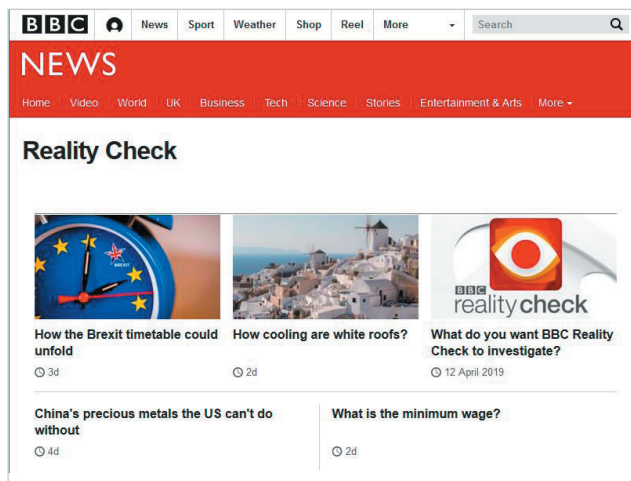 BBC News Sport Weather Shop Reel More Search
NEWS
Home Video World UK Business Tech Science Stories Entertainment & Arts More
Reality Check
BREXIT
BBC
reality check
How the Brexit timetable could
unfold
3d
How cooling are white roofs?
2d
What do you want BBC Reality
Check to investigate?
12 April 2019
China's precious metals the US can't do
without
4d
What is the minimum wage?
2d